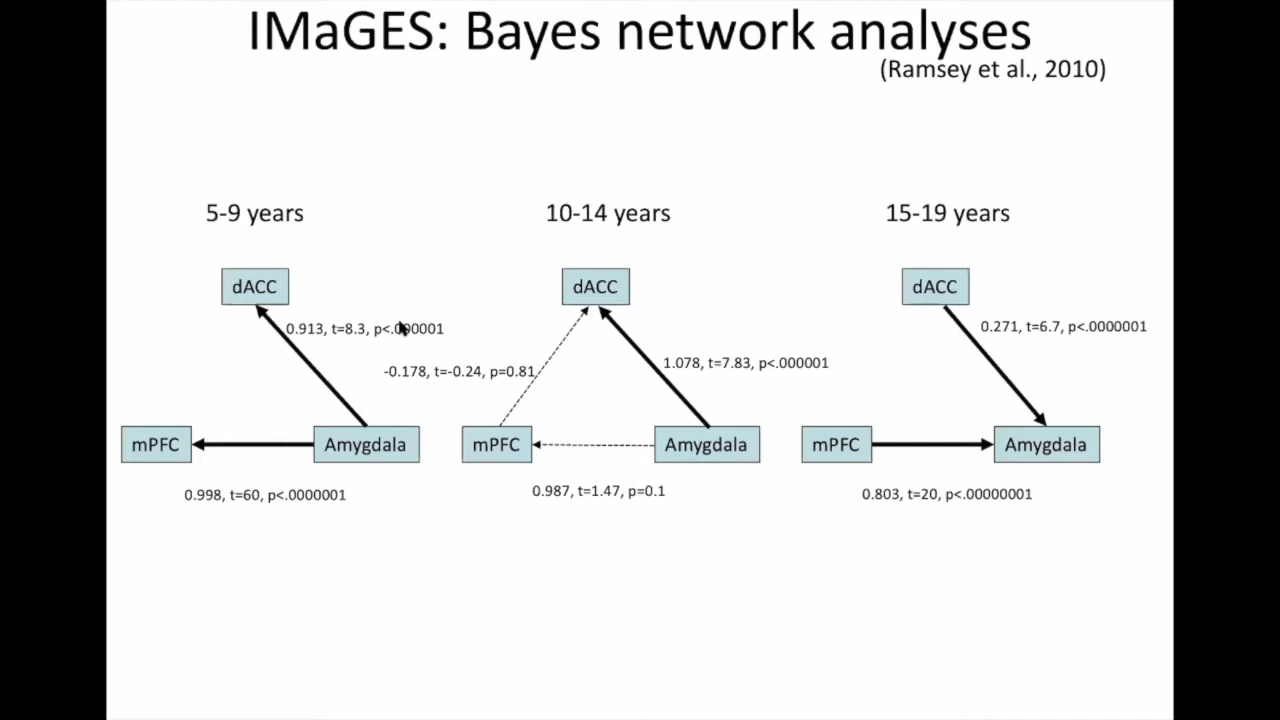 IMaGES: Bayes network analyses
(Ramsey et al., 2010)
5-9 years
10-14 years
15-19 years
dACC
dACC
dACC
0.913, t=8.3, p<.000001
0.271, t=6.7, p<.0000001
-0.178, t=-0.24, p=0.81
1.078, t=7.83, p<.000001
mPFC
Amygdala
mPFC
Amygdala
mPFC
Amygdala
0.998, t=60, p<.0000001
0.987, t=1.47, p=0.1
0.803, t=20, p<.00000001